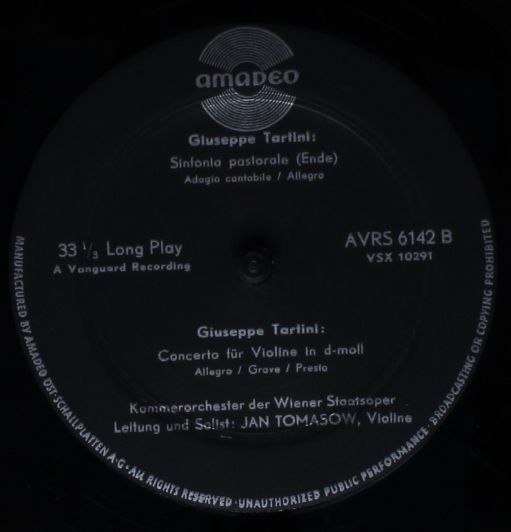 AMADEO
Giuseppe Tartini:
Sinfonia pastorale (Ende)
Adagio cantabile / Allegro
33 1/3 Long Play
A Vanguard Recording
AVRS 6142 B
VSX 10291
Giuseppe Tartini:
Concerto für Violine in d-moll
Allegro / Grave / Presto
Kammerorchester der Wiener Staatsoper
Leitung und Solist: JAN TOMASOW, Violine
MANUFACTURED BY AMADEO ÖST. SCHALLPLATTEN A·G · ALL RIGHTS RESERVED · UNAUTHORIZED PUBLIC PERFORMANCE · BROADCASTING OR COPYING PROHIBITED